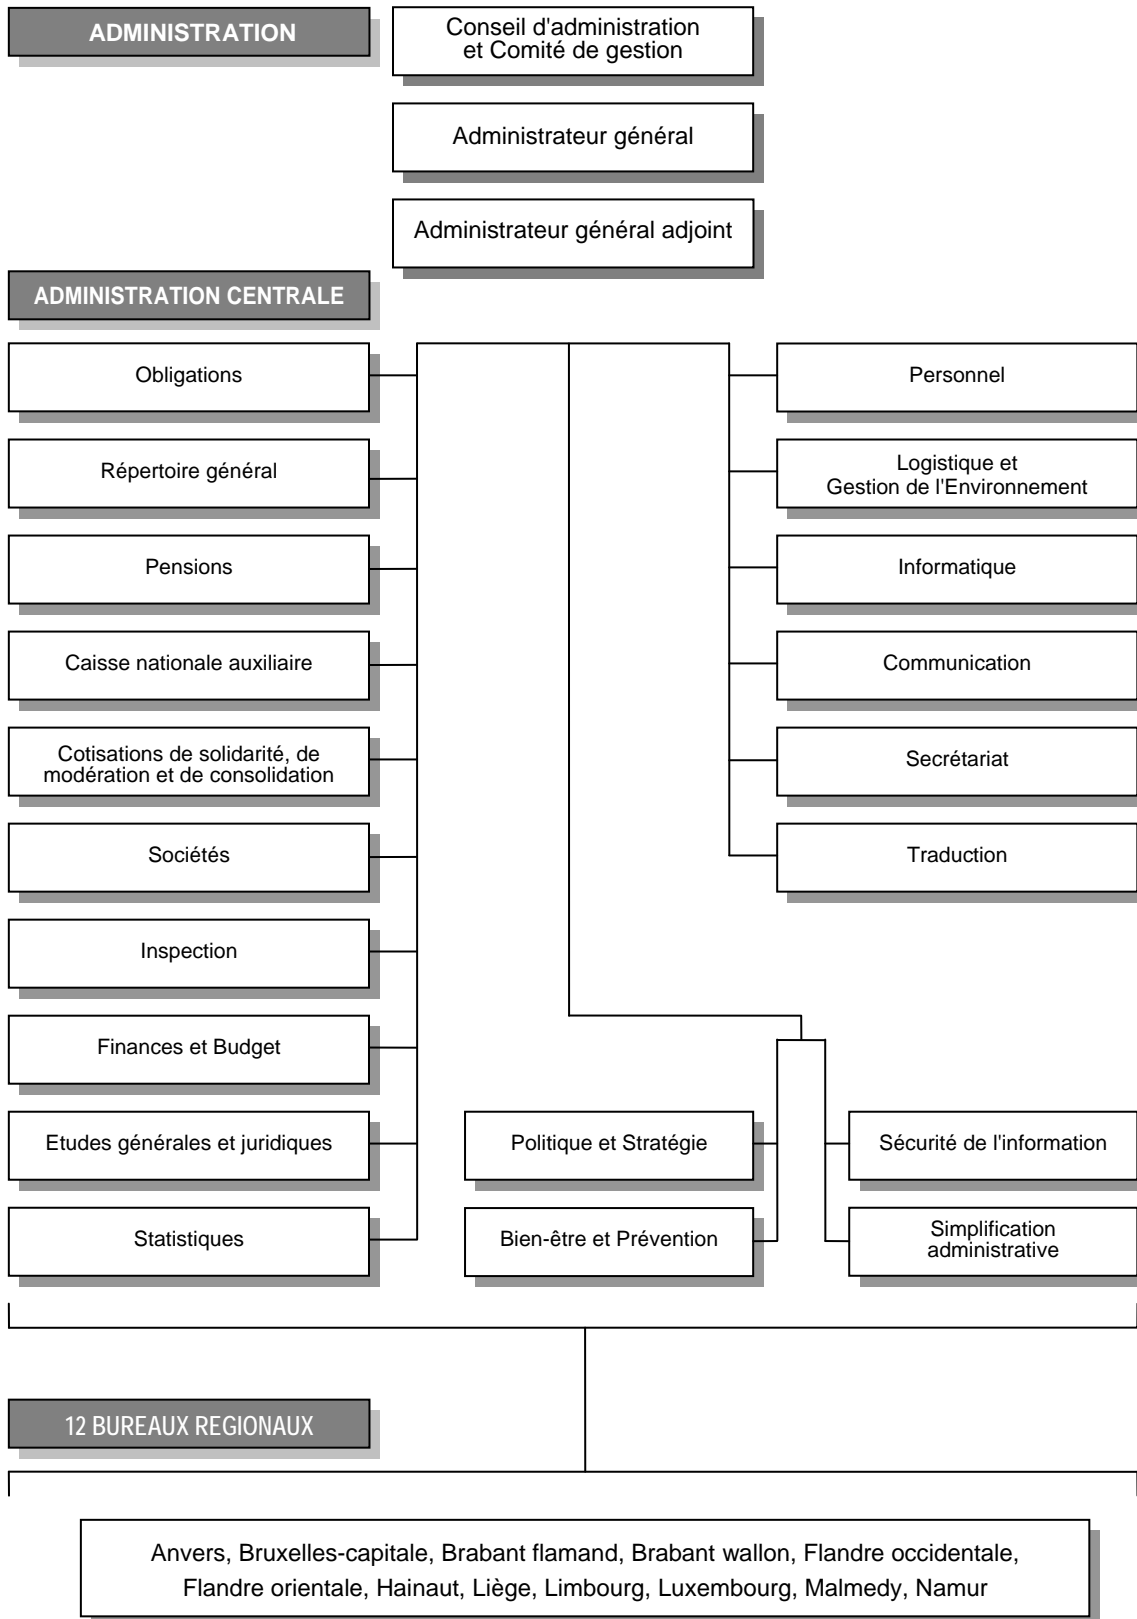 ADMINISTRATION
Conseil d'administration
et Comité de gestion
Administrateur général
Administrateur général adjoint
ADMINISTRATION CENTRALE
Obligations
Répertoire général
Pensions
Caisse nationale auxiliaire
Cotisations de solidarité, de
modération et de consolidation
Sociétés
Inspection
Finances et Budget
Etudes générales et juridiques
Statistiques
Personnel
Logistique et
Gestion de l'Environnement
Informatique
Communication
Secrétariat
Traduction
Politique et Stratégie
Bien-être et Prévention
Sécurité de l'information
Simplification
administrative
12 BUREAUX REGIONAUX
Anvers, Bruxelles-capitale, Brabant flamand, Brabant wallon, Flandre occidentale,
Flandre orientale, Hainaut, Liège, Limbourg, Luxembourg, Malmedy, Namur